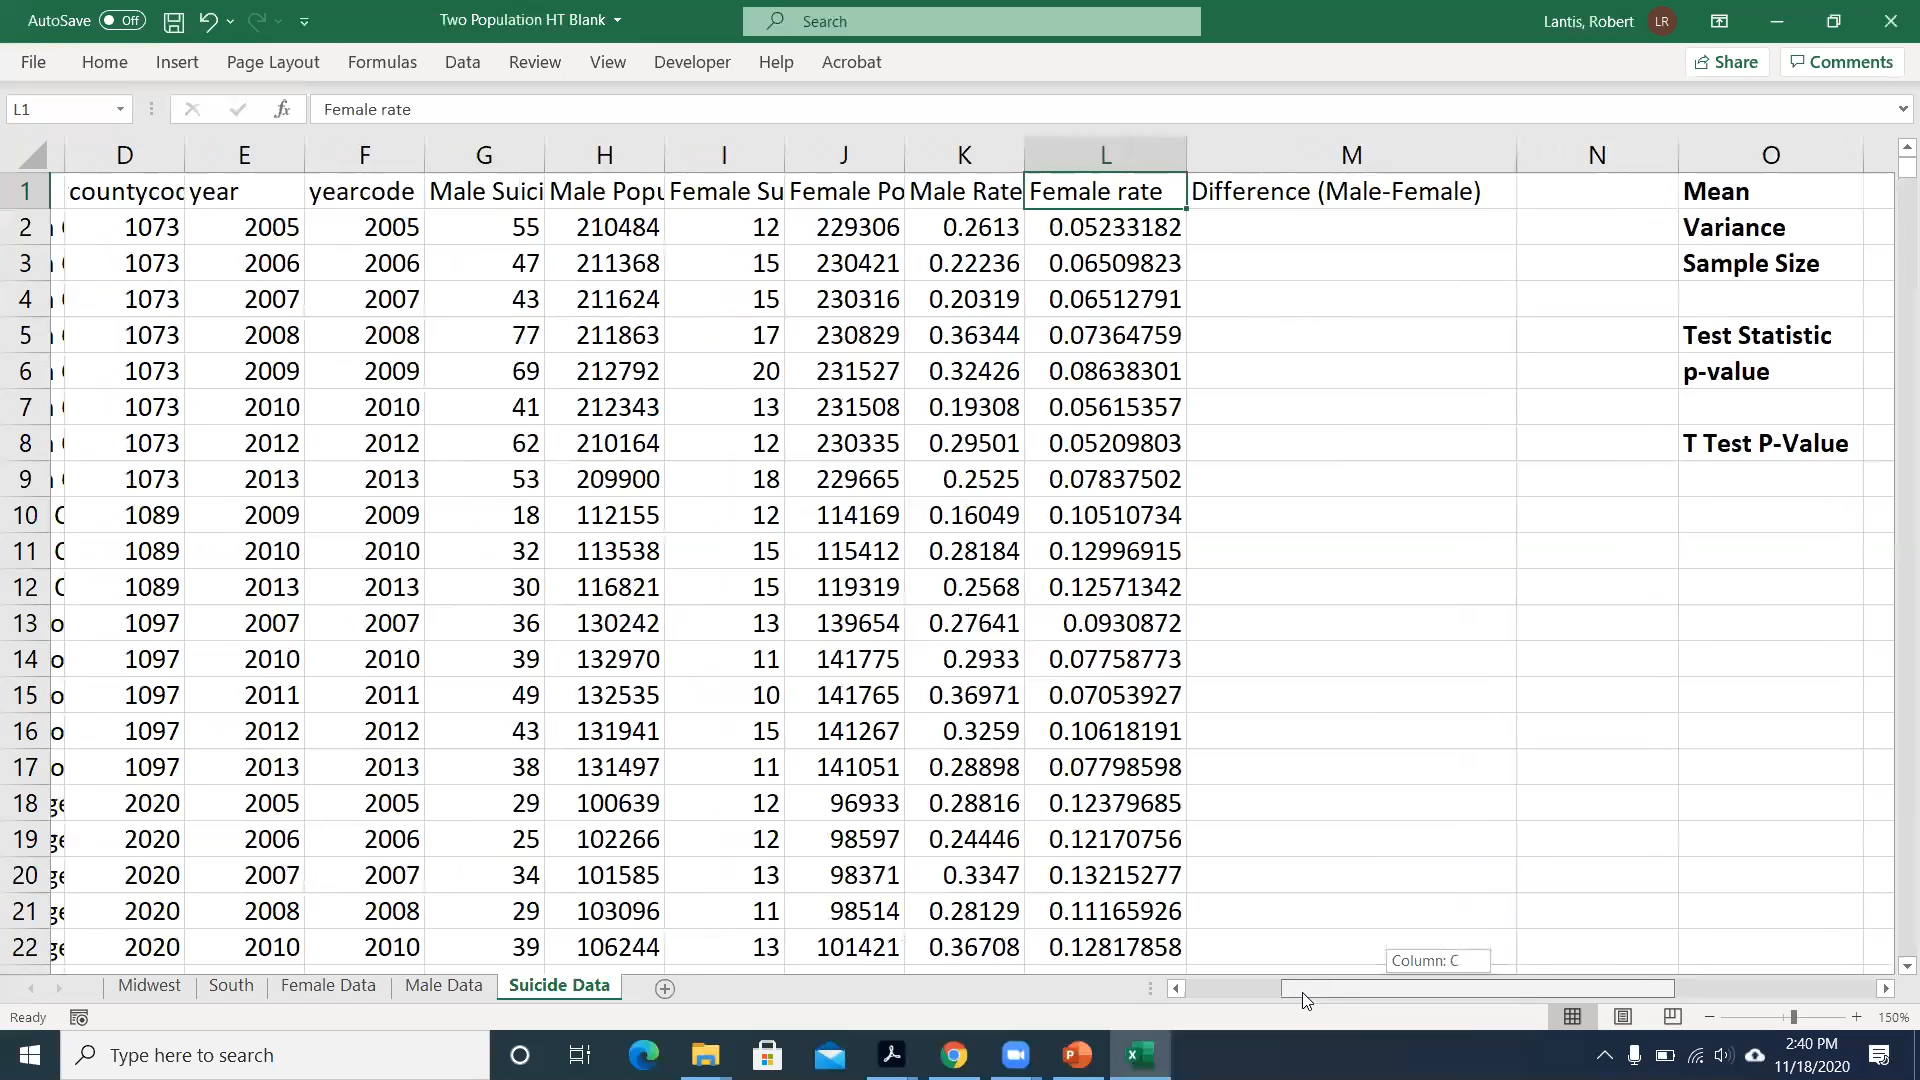 AutoSave Off Two Population HT Blank Search Lantis, Robert LR
File Home Insert Page Layout Formulas Data Review View Developer Help Acrobat Share Comments
L1 fx Female rate
D E F G H I J K L M N O
1 countycod year yearcode Male Suici Male Popu Female Su Female Po Male Rate Female rate Difference (Male-Female) Mean
2 1073 2005 2005 55 210484 12 229306 0.2613 0.05233182 Variance
3 1073 2006 2006 47 211368 15 230421 0.22236 0.06509823 Sample Size
4 1073 2007 2007 43 211624 15 230316 0.20319 0.06512791
5 1073 2008 2008 77 211863 17 230829 0.36344 0.07364759 Test Statistic
6 1073 2009 2009 69 212792 20 231527 0.32426 0.08638301 p-value
7 1073 2010 2010 41 212343 13 231508 0.19308 0.05615357
8 1073 2012 2012 62 210164 12 230335 0.29501 0.05209803 T Test P-Value
9 1073 2013 2013 53 209900 18 229665 0.2525 0.07837502
10 1089 2009 2009 18 112155 12 114169 0.16049 0.10510734
11 1089 2010 2010 32 113538 15 115412 0.28184 0.12996915
12 1089 2013 2013 30 116821 15 119319 0.2568 0.12571342
13 1097 2007 2007 36 130242 13 139654 0.27641 0.0930872
14 1097 2010 2010 39 132970 11 141775 0.2933 0.07758773
15 1097 2011 2011 49 132535 10 141765 0.36971 0.07053927
16 1097 2012 2012 43 131941 15 141267 0.3259 0.10618191
17 1097 2013 2013 38 131497 11 141051 0.28898 0.07798598
18 2020 2005 2005 29 100639 12 96933 0.28816 0.12379685
19 2020 2006 2006 25 102266 12 98597 0.24446 0.12170756
20 2020 2007 2007 34 101585 13 98371 0.3347 0.13215277
21 2020 2008 2008 29 103096 11 98514 0.28129 0.11165926
22 2020 2010 2010 39 106244 13 101421 0.36708 0.12817858
Column: C
Midwest South Female Data Male Data Suicide Data
Ready 150%
Type here to search 2:40 PM
11/18/2020